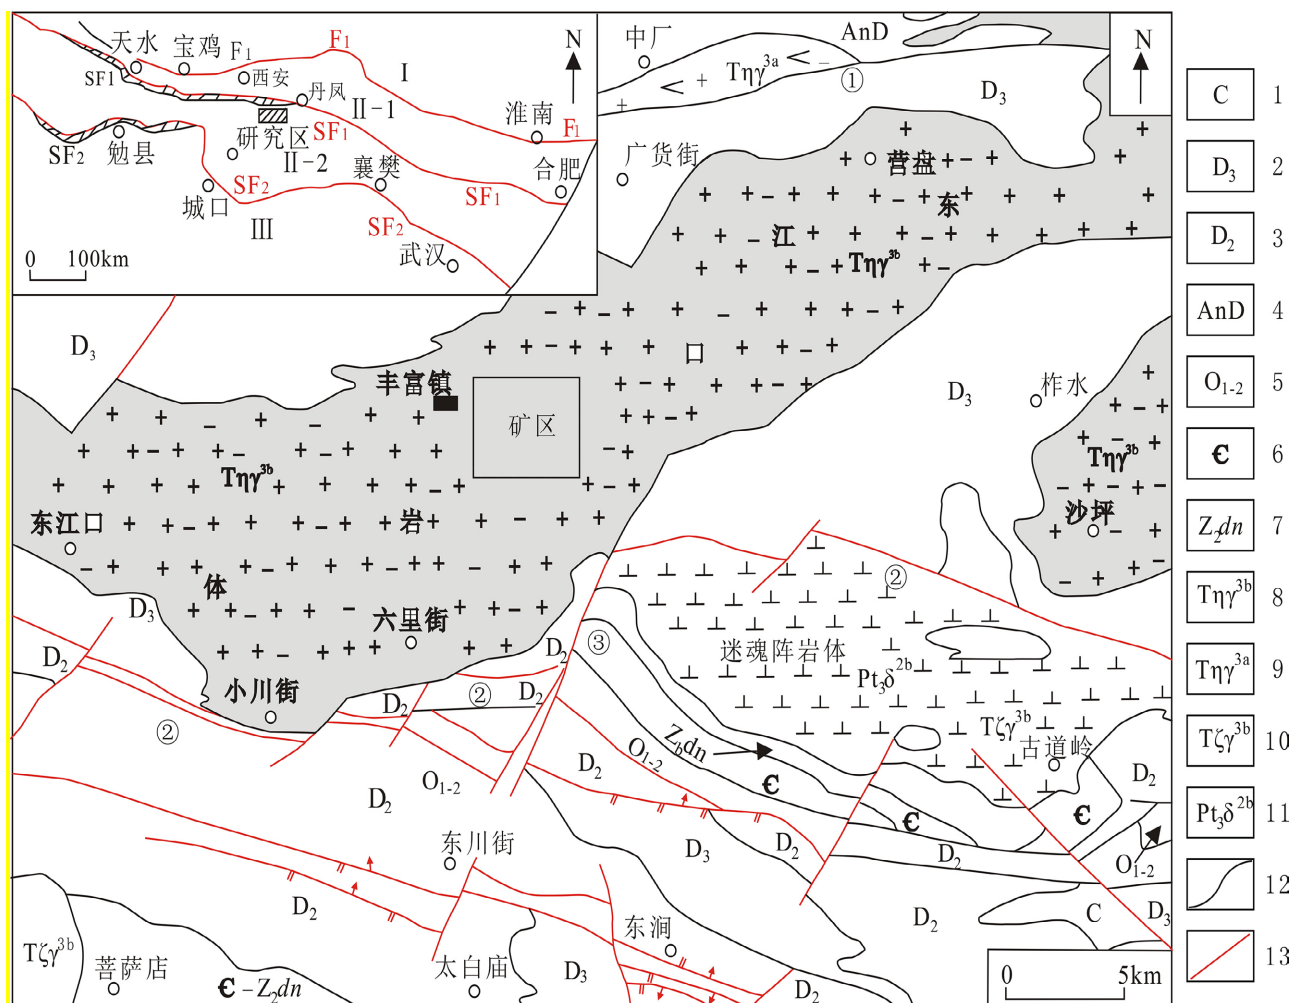 天水
宝鸡
F1
F1
I
N
SF1
西安
丹凤
II-1
淮南
F1
SF1
研究区
SF2
勉县
II-2
襄樊
合肥
SF2
SF1
城口
III
SF2
武汉
0 100km
中厂
AnD
N
Tηγ3a
①
D3
广货街
营盘
东
江
Tηγ3b
口
D3
丰富镇
矿区
D3
柞水
Tηγ3b
Tηγ3b
沙坪
东江口
岩
体
六里街
②
D3
迷魂阵岩体
Pt3δ2b
③
D2
D2
小川街
D2
②
D2
②
Tζγ3b
古道岭
Zbdn
O1-2
D2
D2
O1-2
D2
Є
Є
Є
D2
D3
D2
O1-2
东川街
D2
D2
C
D3
东涧
Tζγ3b
菩萨店
Є-Z2dn
太白庙
D3
D2
0 5km
C 1
D3 2
D2 3
AnD 4
O1-2 5
Є 6
Z2dn 7
Tηγ3b 8
Tηγ3a 9
Tζγ3b 10
Pt3δ2b 11
12
13